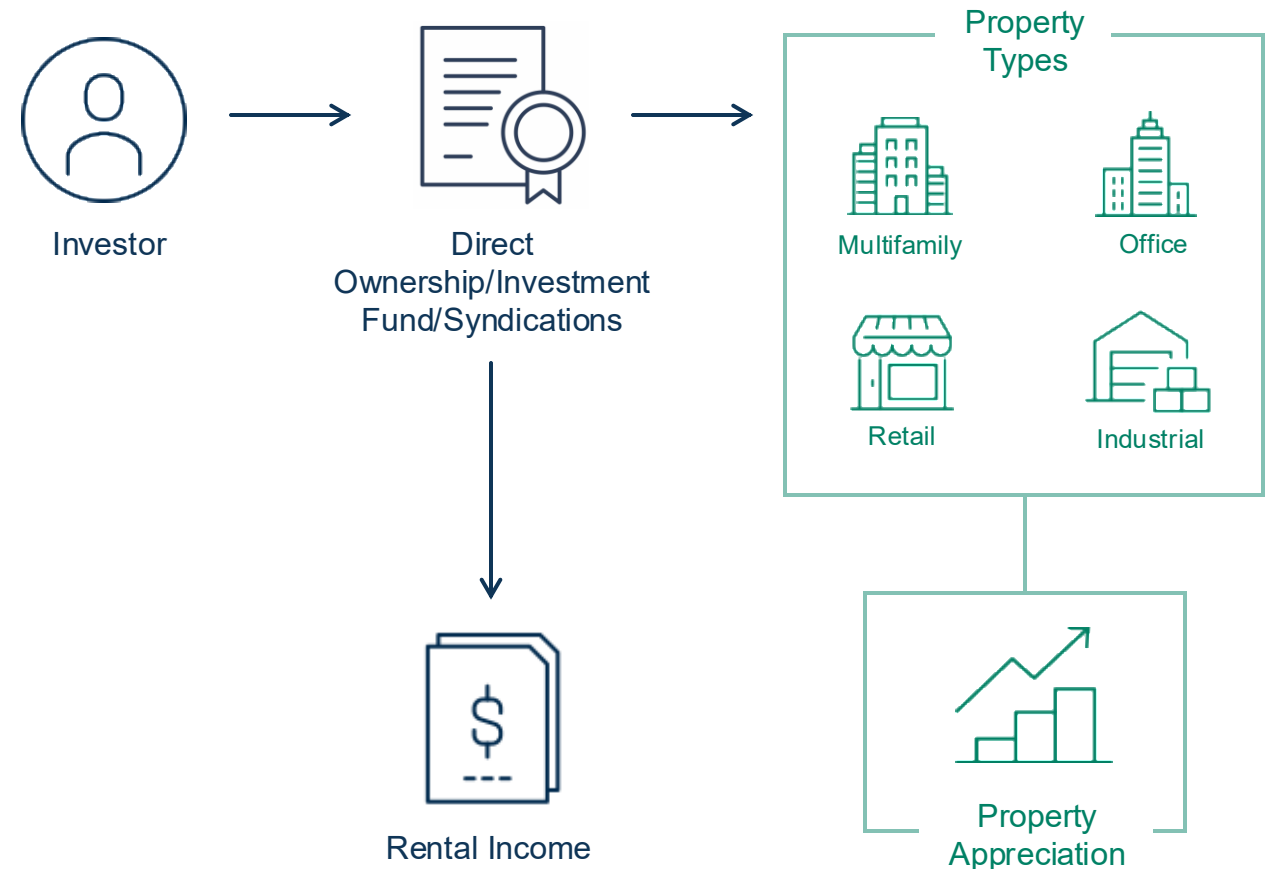 Property
Types
Investor
Direct
Ownership/Investment
Fund/Syndications
Multifamily
Office
Retail
Industrial
$
Rental Income
Property
Appreciation